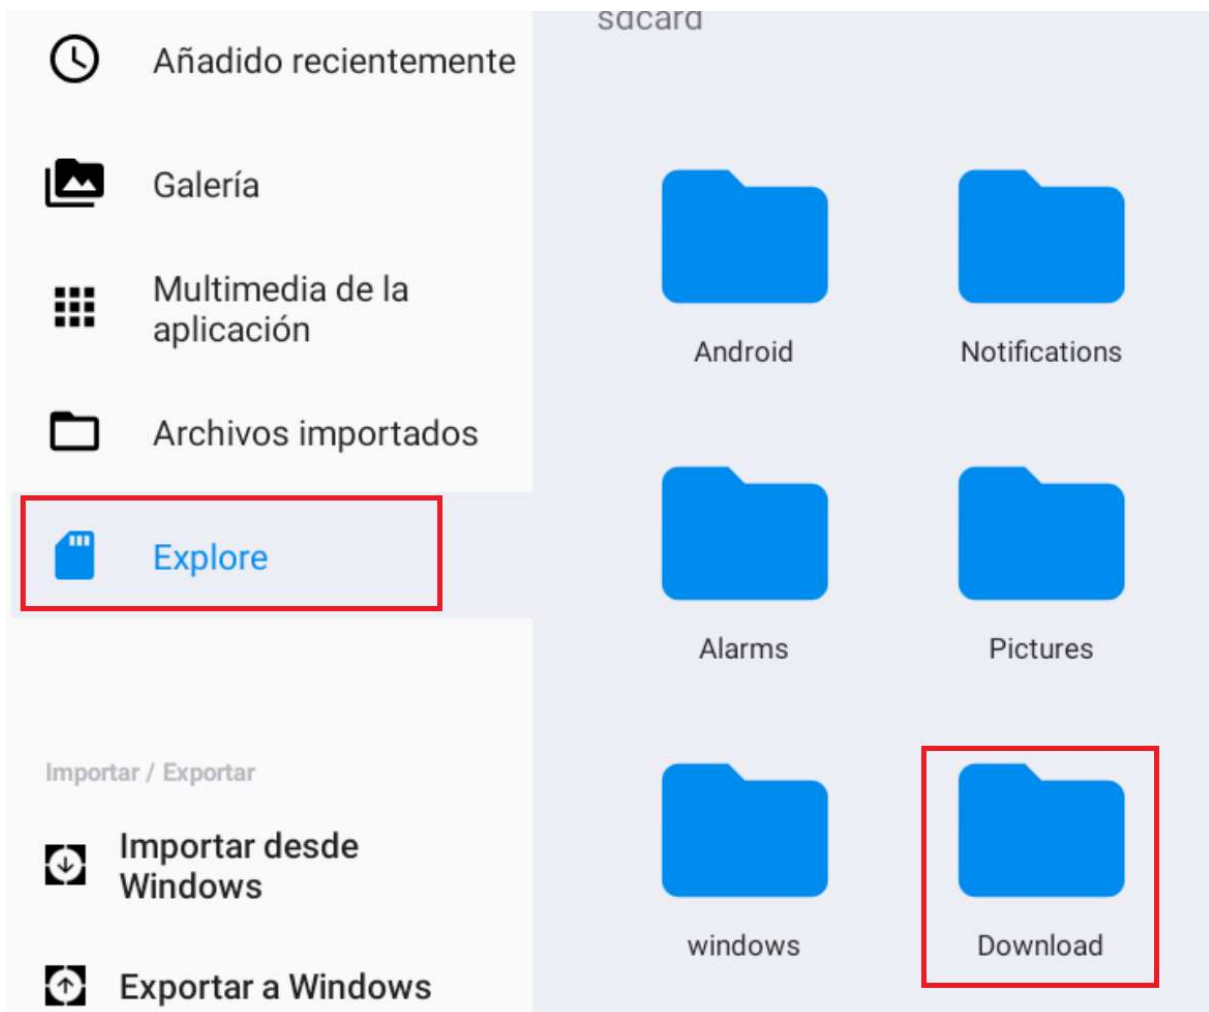 Añadido recientemente
Galería
Multimedia de la
aplicación
Archivos importados
Explore
Importar / Exportar
Importar desde
Windows
Exportar a Windows
sdcard
Android
Notifications
Alarms
Pictures
windows
Download